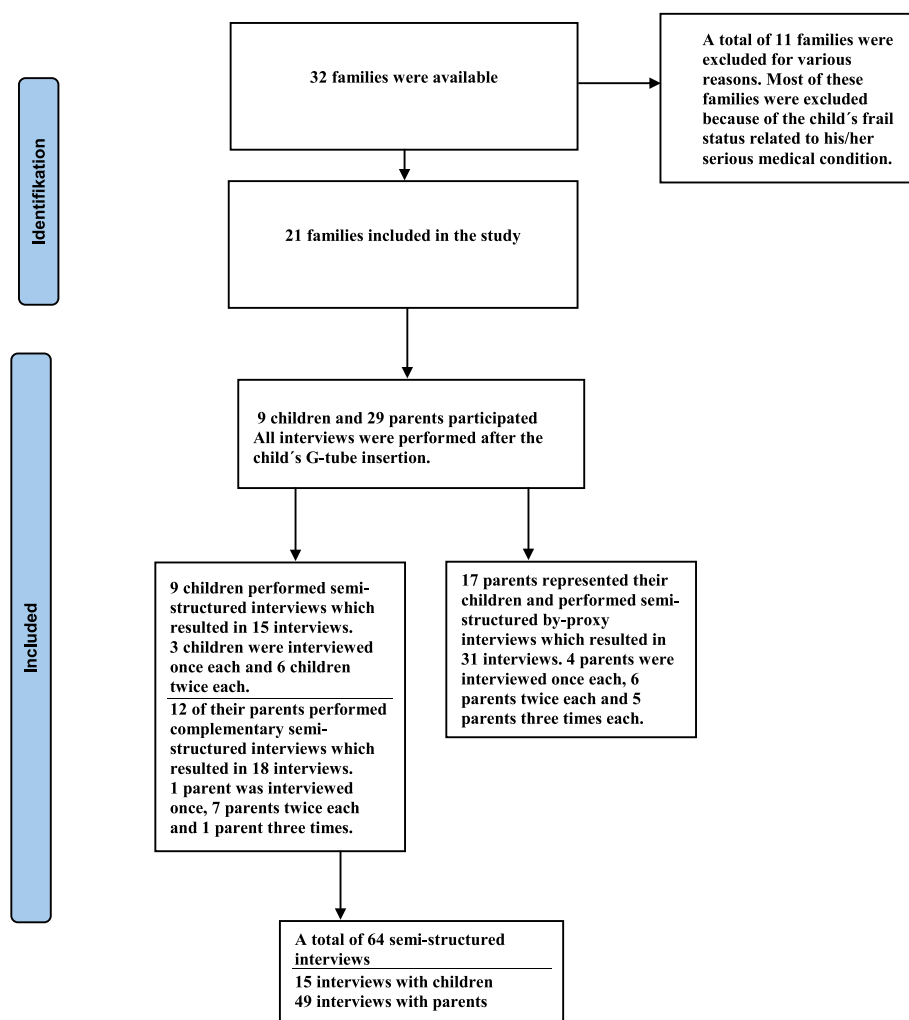 32 families were available
A total of 11 families were
excluded for various
reasons. Most of these
families were excluded
because of the child´s frail
status related to his/her
serious medical condition.
Identifikation
21 families included in the study
9 children and 29 parents participated
All interviews were performed after the
child´s G-tube insertion.
Included
9 children performed semi-
structured interviews which
resulted in 15 interviews.
3 children were interviewed
once each and 6 children
twice each.
12 of their parents performed
complementary semi-
structured interviews which
resulted in 18 interviews.
1 parent was interviewed
once, 7 parents twice each
and 1 parent three times.
17 parents represented their
children and performed semi-
structured by-proxy
interviews which resulted in
31 interviews. 4 parents were
interviewed once each, 6
parents twice each and 5
parents three times each.
A total of 64 semi-structured
interviews
15 interviews with children
49 interviews with parents